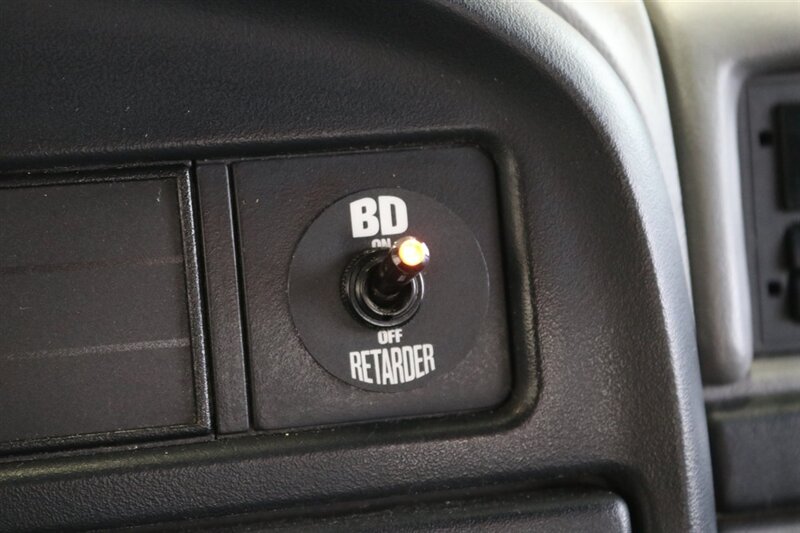 BD
ON
OFF
RETARDER